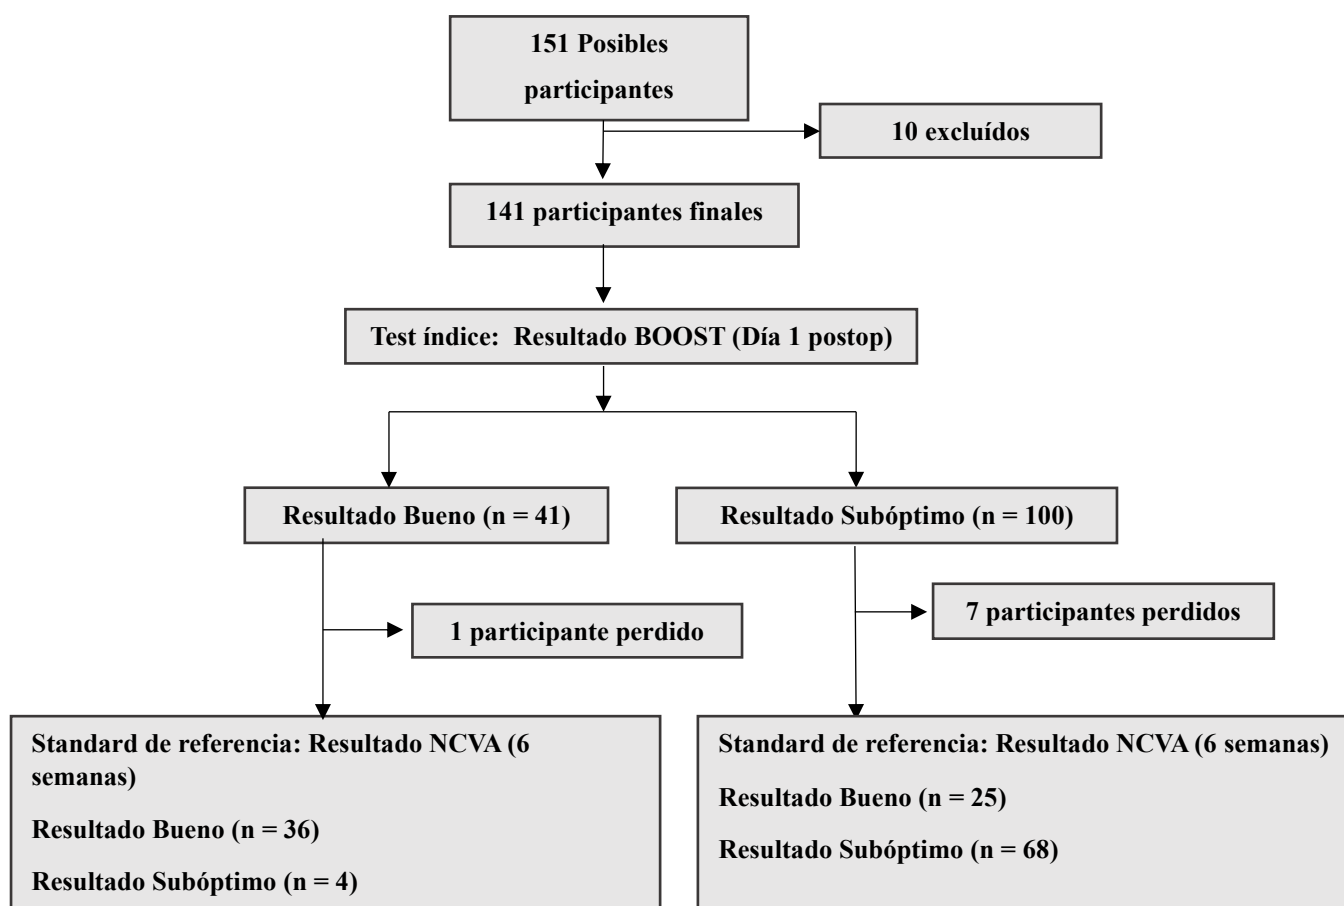 151 Posibles
participantes
10 excluídos
141 participantes finales
Test índice:  Resultado BOOST (Día 1 postop)
Resultado Bueno (n = 41)
Resultado Subóptimo (n = 100)
1 participante perdido
7 participantes perdidos
Standard de referencia: Resultado NCVA (6
semanas)
Resultado Bueno (n = 36)
Resultado Subóptimo (n = 4)
Standard de referencia: Resultado NCVA (6 semanas)
Resultado Bueno (n = 25)
Resultado Subóptimo (n = 68)